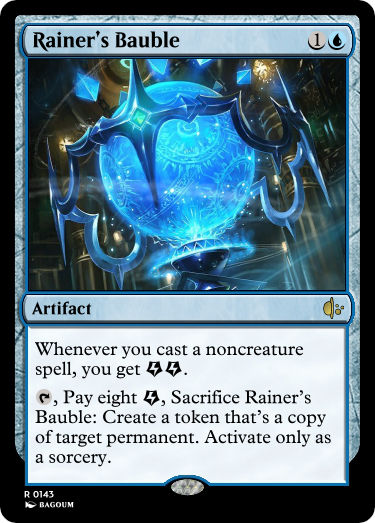 Rainer's Bauble 1
Artifact
Whenever you cast a noncreature
spell, you get .
, Pay eight , Sacrifice Rainer's
Bauble: Create a token that's a copy
of target permanent. Activate only as
a sorcery.
R 0143
BAGOUM